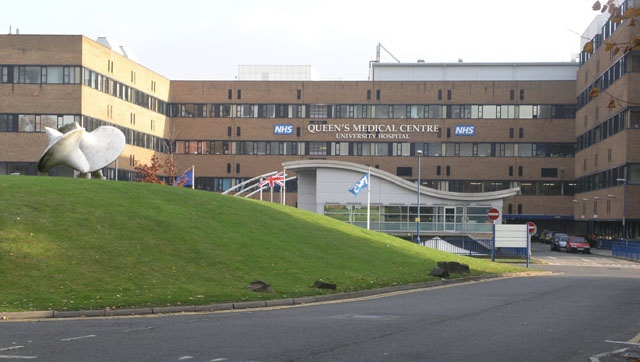 NHS QUEEN'S MEDICAL CENTRE NHS
UNIVERSITY HOSPITAL